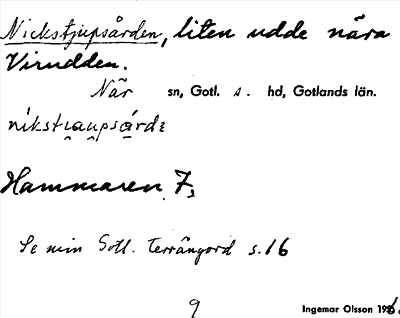 Nickstjupsården, liten udde nära
Virudden.
När sn, Gotl. s. hd, Gotlands län.
Hammaren 7,
Se min Gotl. terrängord s. 16
9
Ingemar Olsson